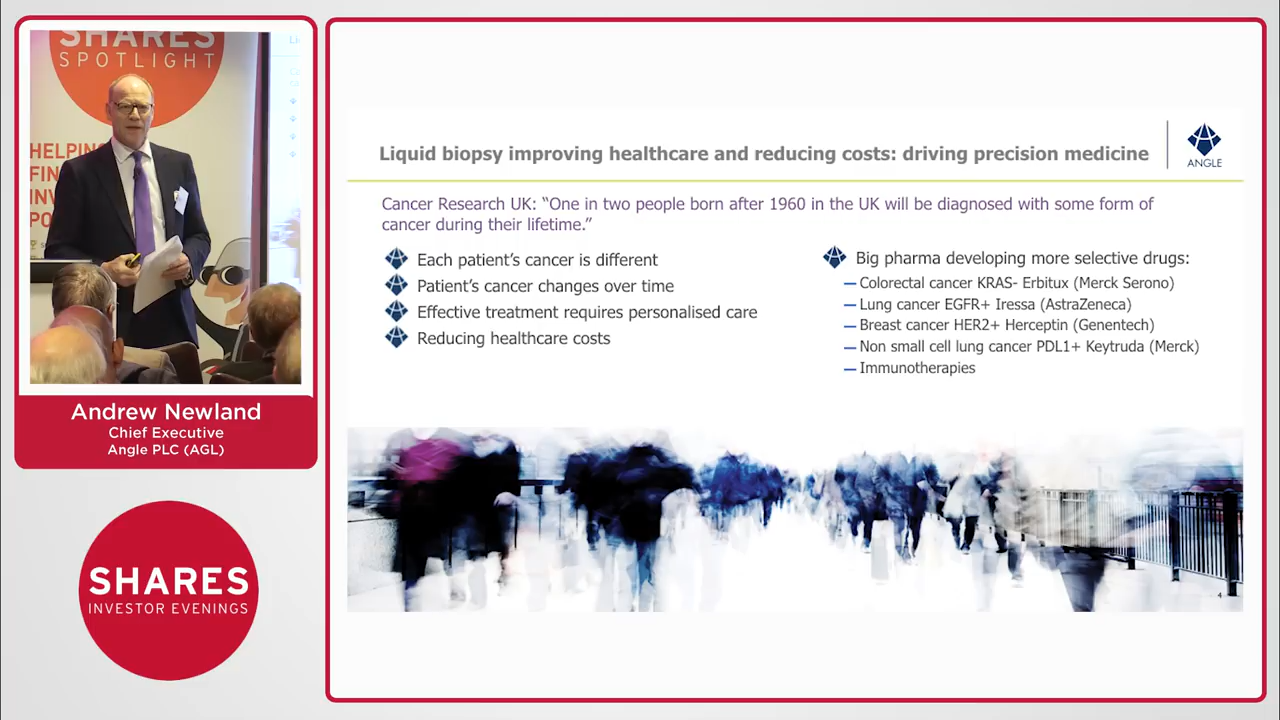 SHARES
SPOTLIGHT
HELPING
FIN
INV
PO
Andrew Newland
Chief Executive
Angle PLC (AGL)
SHARES
INVESTOR EVENINGS
Liquid biopsy improving healthcare and reducing costs: driving precision medicine
ANGLE
Cancer Research UK: “One in two people born after 1960 in the UK will be diagnosed with some form of
cancer during their lifetime.”
Each patient’s cancer is different
Patient’s cancer changes over time
Effective treatment requires personalised care
Reducing healthcare costs
Big pharma developing more selective drugs:
Colorectal cancer KRAS- Erbitux (Merck Serono)
Lung cancer EGFR+ Iressa (AstraZeneca)
Breast cancer HER2+ Herceptin (Genentech)
Non small cell lung cancer PDL1+ Keytruda (Merck)
Immunotherapies
4